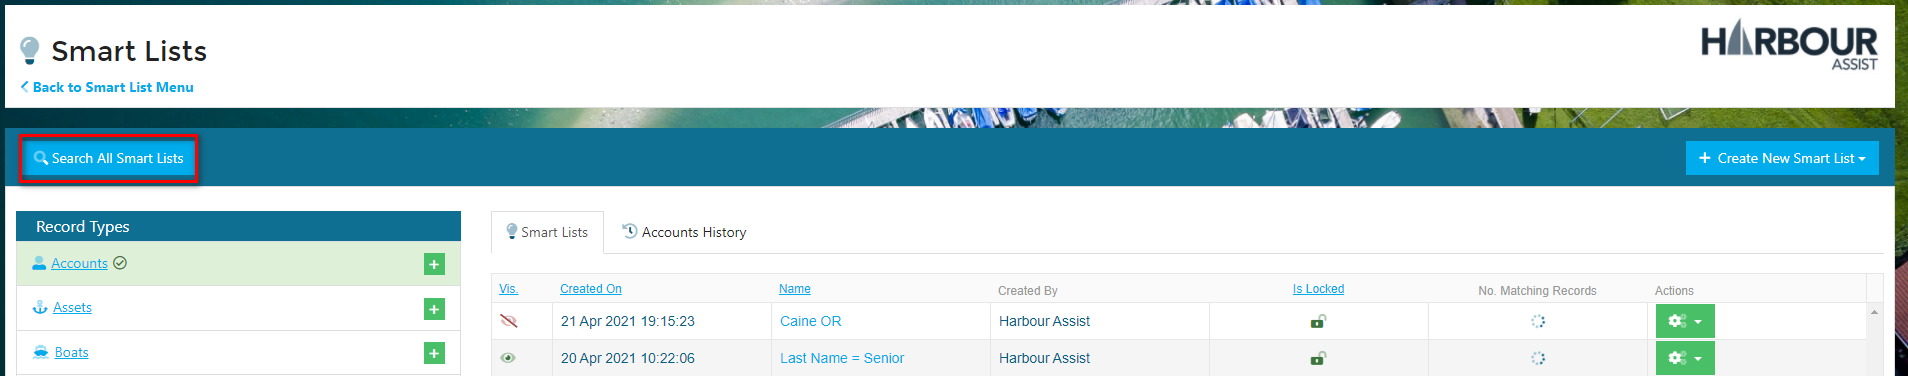 Smart Lists
HARBOUR
ASSIST
Back to Smart List Menu
Search All Smart Lists
Create New Smart List
Record Types
Accounts
Assets
Boats
Smart Lists
Accounts History
Vis. Created On Name Created By Is Locked No. Matching Records Actions
21 Apr 2021 19:15:23 Caine OR Harbour Assist
20 Apr 2021 10:22:06 Last Name = Senior Harbour Assist